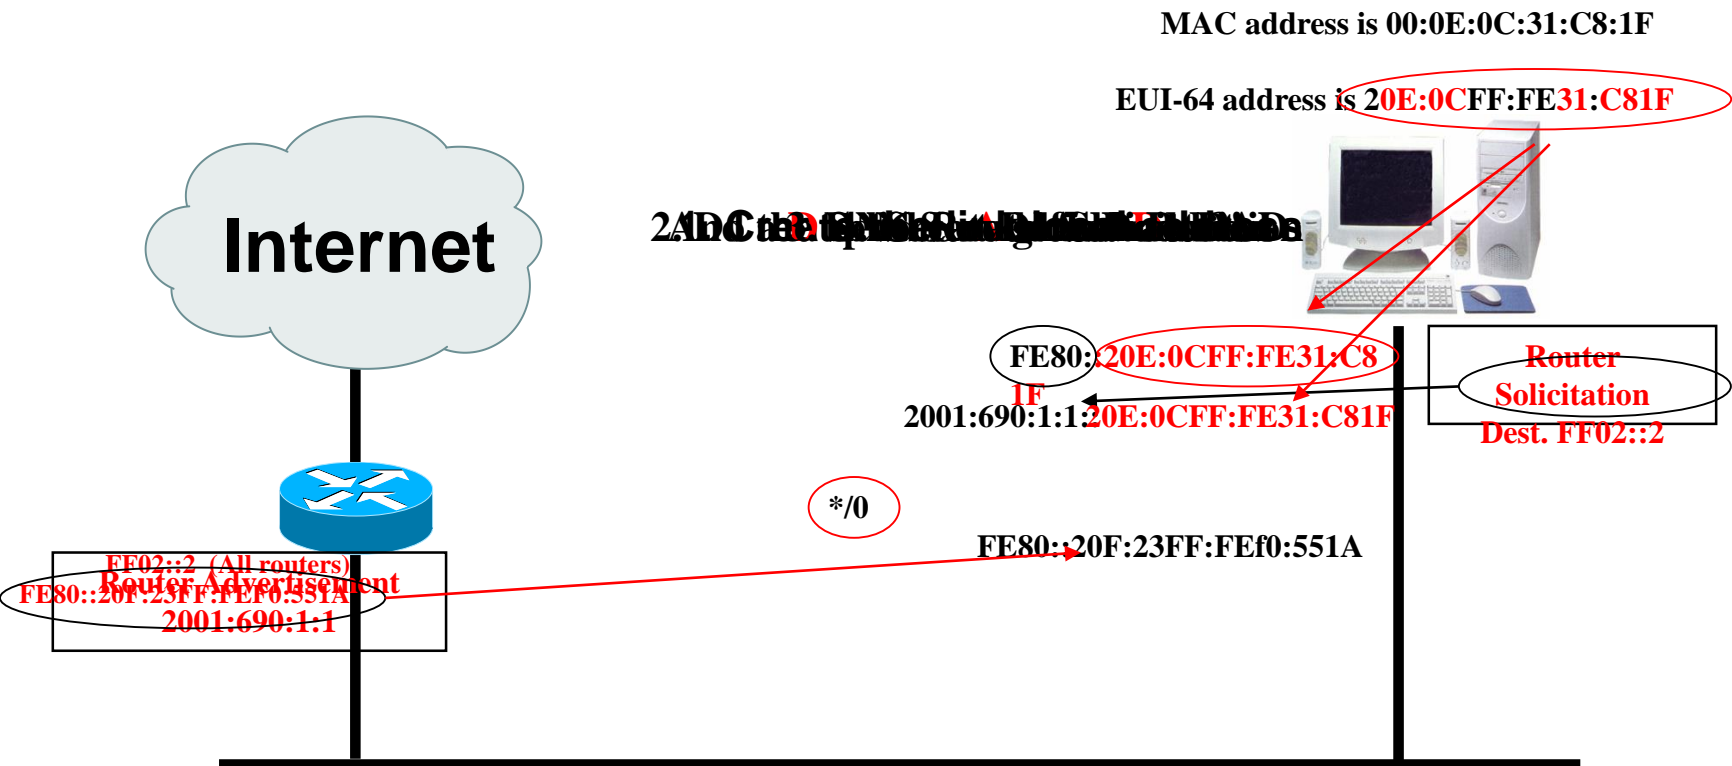 MAC address is 00:0E:0C:31:C8:1F
EUI-64 address is 20E:0CFF:FE31:C81F
Internet
FE80::20E:0CFF:FE31:C8
1F
2001:690:1:1:20E:0CFF:FE31:C81F
Router
Solicitation
Dest. FF02::2
*/0
FE80::20F:23FF:FEf0:551A
FF02::2 (All routers)
Router Advertisement
FE80::20F:23FF:FEF0:551A
2001:690:1:1